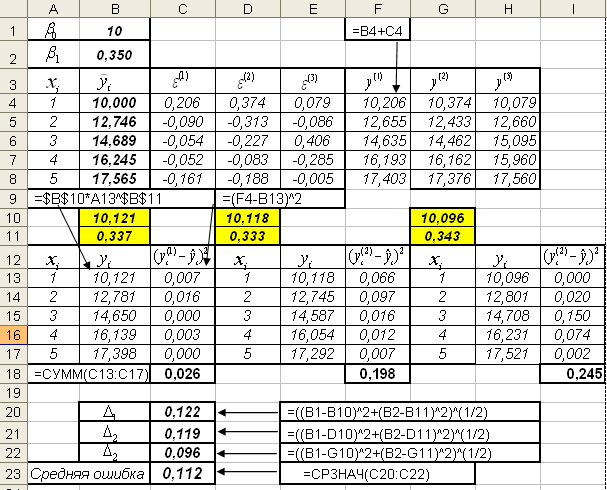 A B C D E F G H I
1 β₀ 10 =B4+C4
2 β₁ 0,350
3 xᵢ ȳᵢ ε⁽¹⁾ ε⁽²⁾ ε⁽³⁾ y⁽¹⁾ y⁽²⁾ y⁽³⁾
4 1 10,000 0,206 0,374 0,079 10,206 10,374 10,079
5 2 12,746 -0,090 -0,313 -0,086 12,655 12,433 12,660
6 3 14,689 -0,054 -0,227 0,406 14,635 14,462 15,095
7 4 16,245 -0,052 -0,083 -0,285 16,193 16,162 15,960
8 5 17,565 -0,161 -0,188 -0,005 17,403 17,376 17,560
9 =$B$10*A13^$B$11 =(F4-B13)^2
10 10,121 10,118 10,096
11 0,337 0,333 0,343
12 xᵢ yᵢ (yᵢ⁽¹⁾-ŷᵢ)² xᵢ yᵢ (yᵢ⁽²⁾-ŷᵢ)² xᵢ yᵢ (yᵢ⁽²⁾-ŷᵢ)²
13 1 10,121 0,007 1 10,118 0,066 1 10,096 0,000
14 2 12,781 0,016 2 12,745 0,097 2 12,801 0,020
15 3 14,650 0,000 3 14,587 0,016 3 14,708 0,150
16 4 16,139 0,003 4 16,054 0,012 4 16,231 0,074
17 5 17,398 0,000 5 17,292 0,007 5 17,521 0,002
18 =СУММ(C13:C17) 0,026 0,198 0,245
19
20 Δ₁ 0,122 =((B1-B10)^2+(B2-B11)^2)^(1/2)
21 Δ₂ 0,119 =((B1-D10)^2+(B2-D11)^2)^(1/2)
22 Δ₂ 0,096 =((B1-G10)^2+(B2-G11)^2)^(1/2)
23 Средняя ошибка 0,112 =СРЗНАЧ(C20:C22)